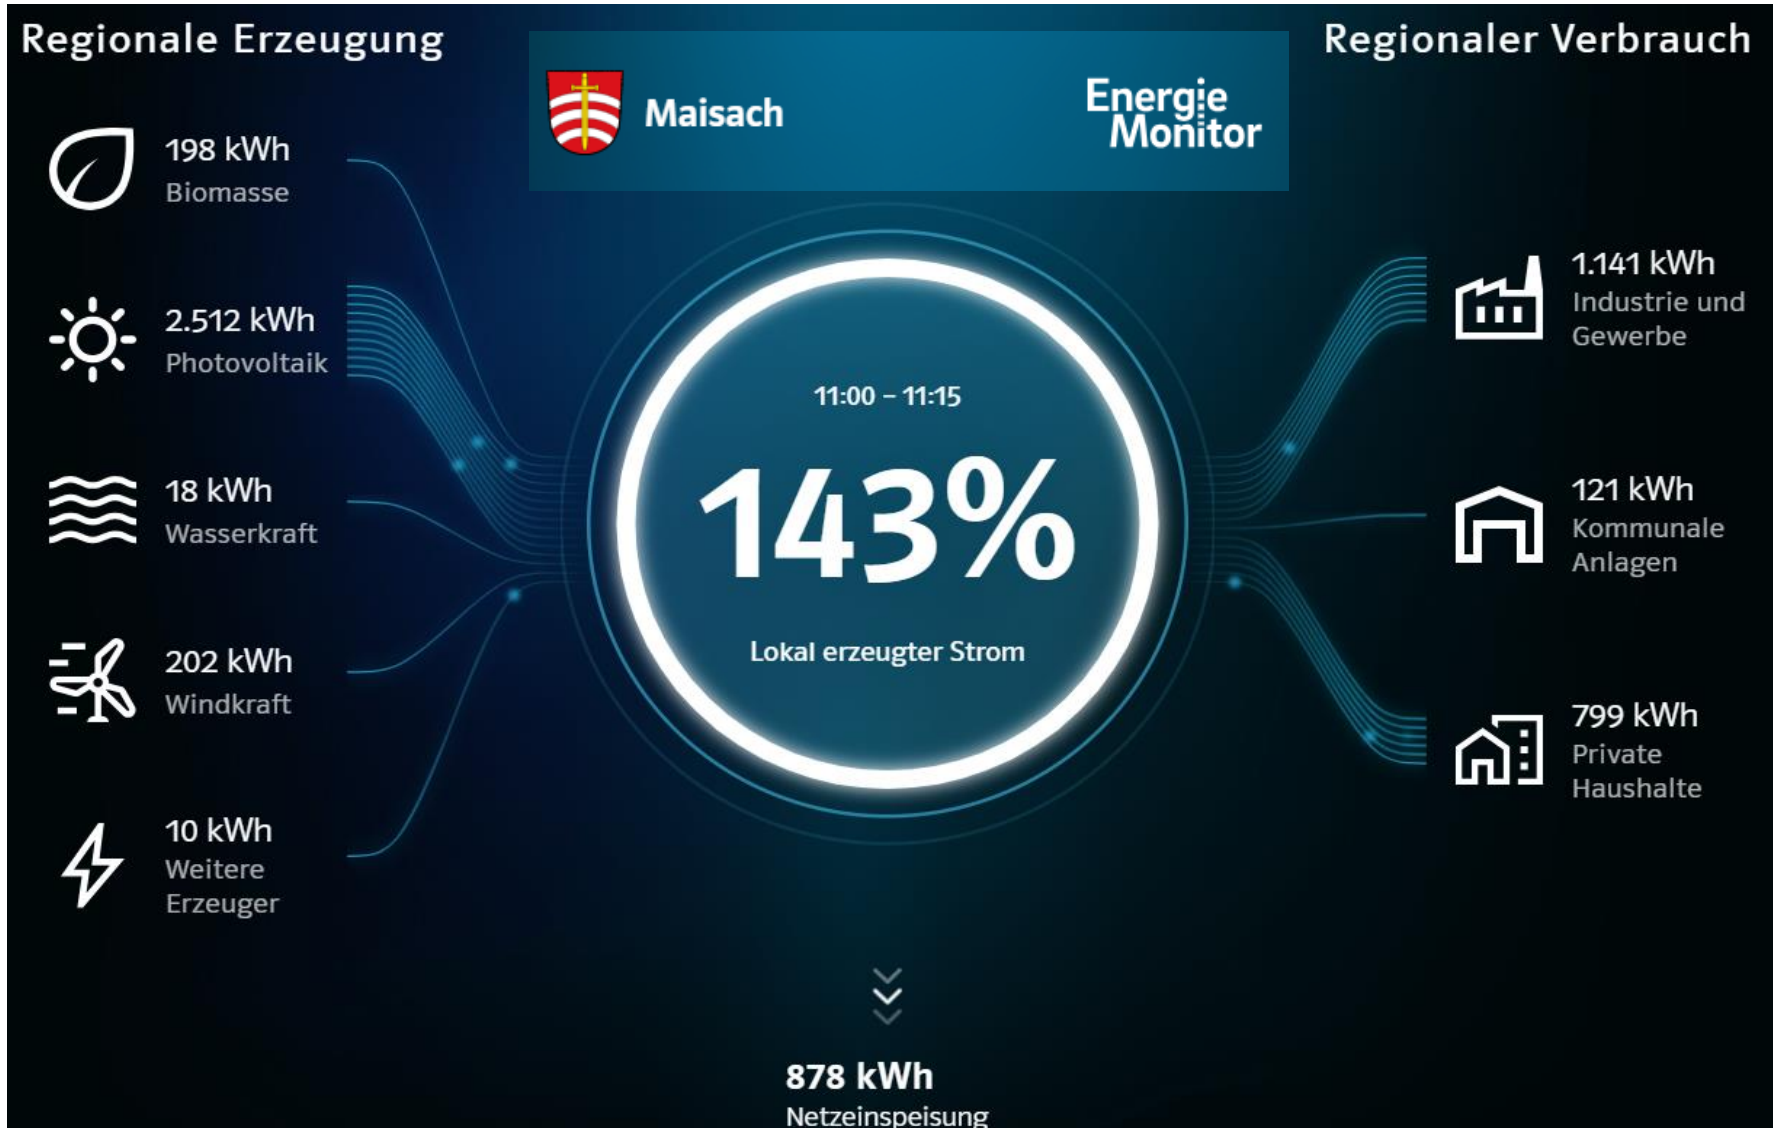 Regionale Erzeugung
Maisach
Energie
Monitor
Regionaler Verbrauch
198 kWh
Biomasse
2.512 kWh
Photovoltaik
18 kWh
Wasserkraft
202 kWh
Windkraft
10 kWh
Weitere
Erzeuger
11:00 – 11:15
143%
Lokal erzeugter Strom
1.141 kWh
Industrie und
Gewerbe
121 kWh
Kommunale
Anlagen
799 kWh
Private
Haushalte
878 kWh
Netzeinspeisung